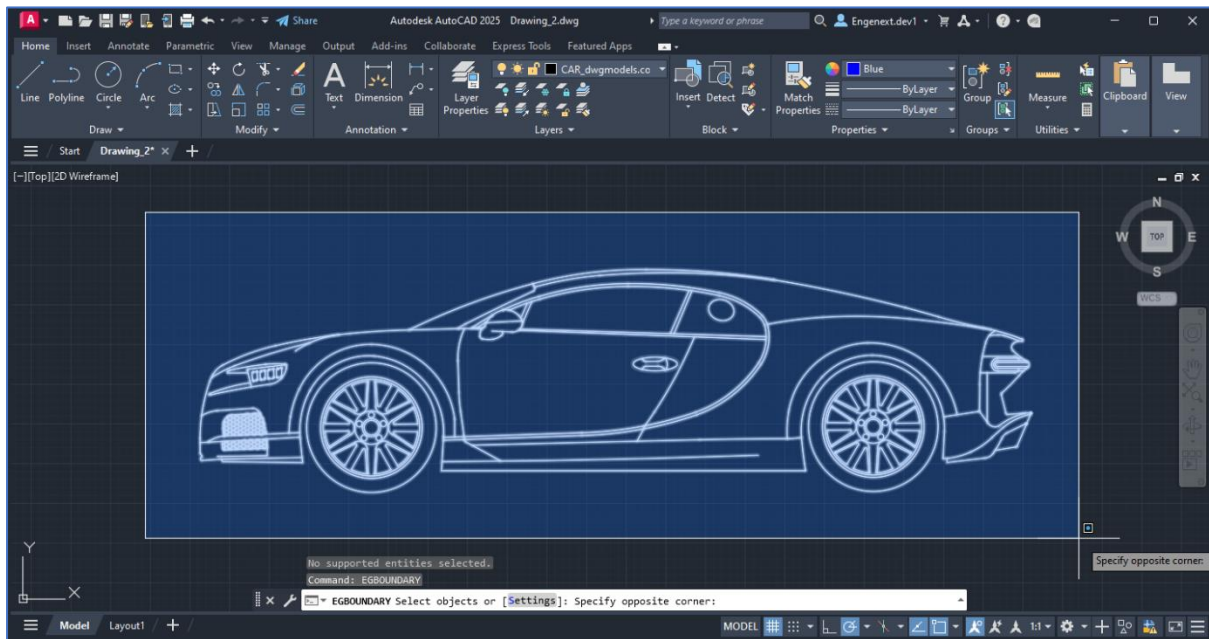 A Share Autodesk AutoCAD 2025 Drawing_2.dwg Type a keyword or phrase Engenext.dev1
Home Insert Annotate Parametric View Manage Output Add-ins Collaborate Express Tools Featured Apps
CAR_dwgmodels.co Blue
ByLayer
ByLayer
Line Polyline Circle Arc Text Dimension Layer Properties Insert Detect Match Properties Group Measure Clipboard View
Draw Modify Annotation Layers Block Properties Groups Utilities
Start Drawing_2*
[−][Top][2D Wireframe]
N
W TOP E
S
WCS
Y
X
No supported entities selected.
Command: EGBOUNDARY
Specify opposite corner:
EGBOUNDARY Select objects or [Settings]: Specify opposite corner:
Model Layout1 MODEL 1:1